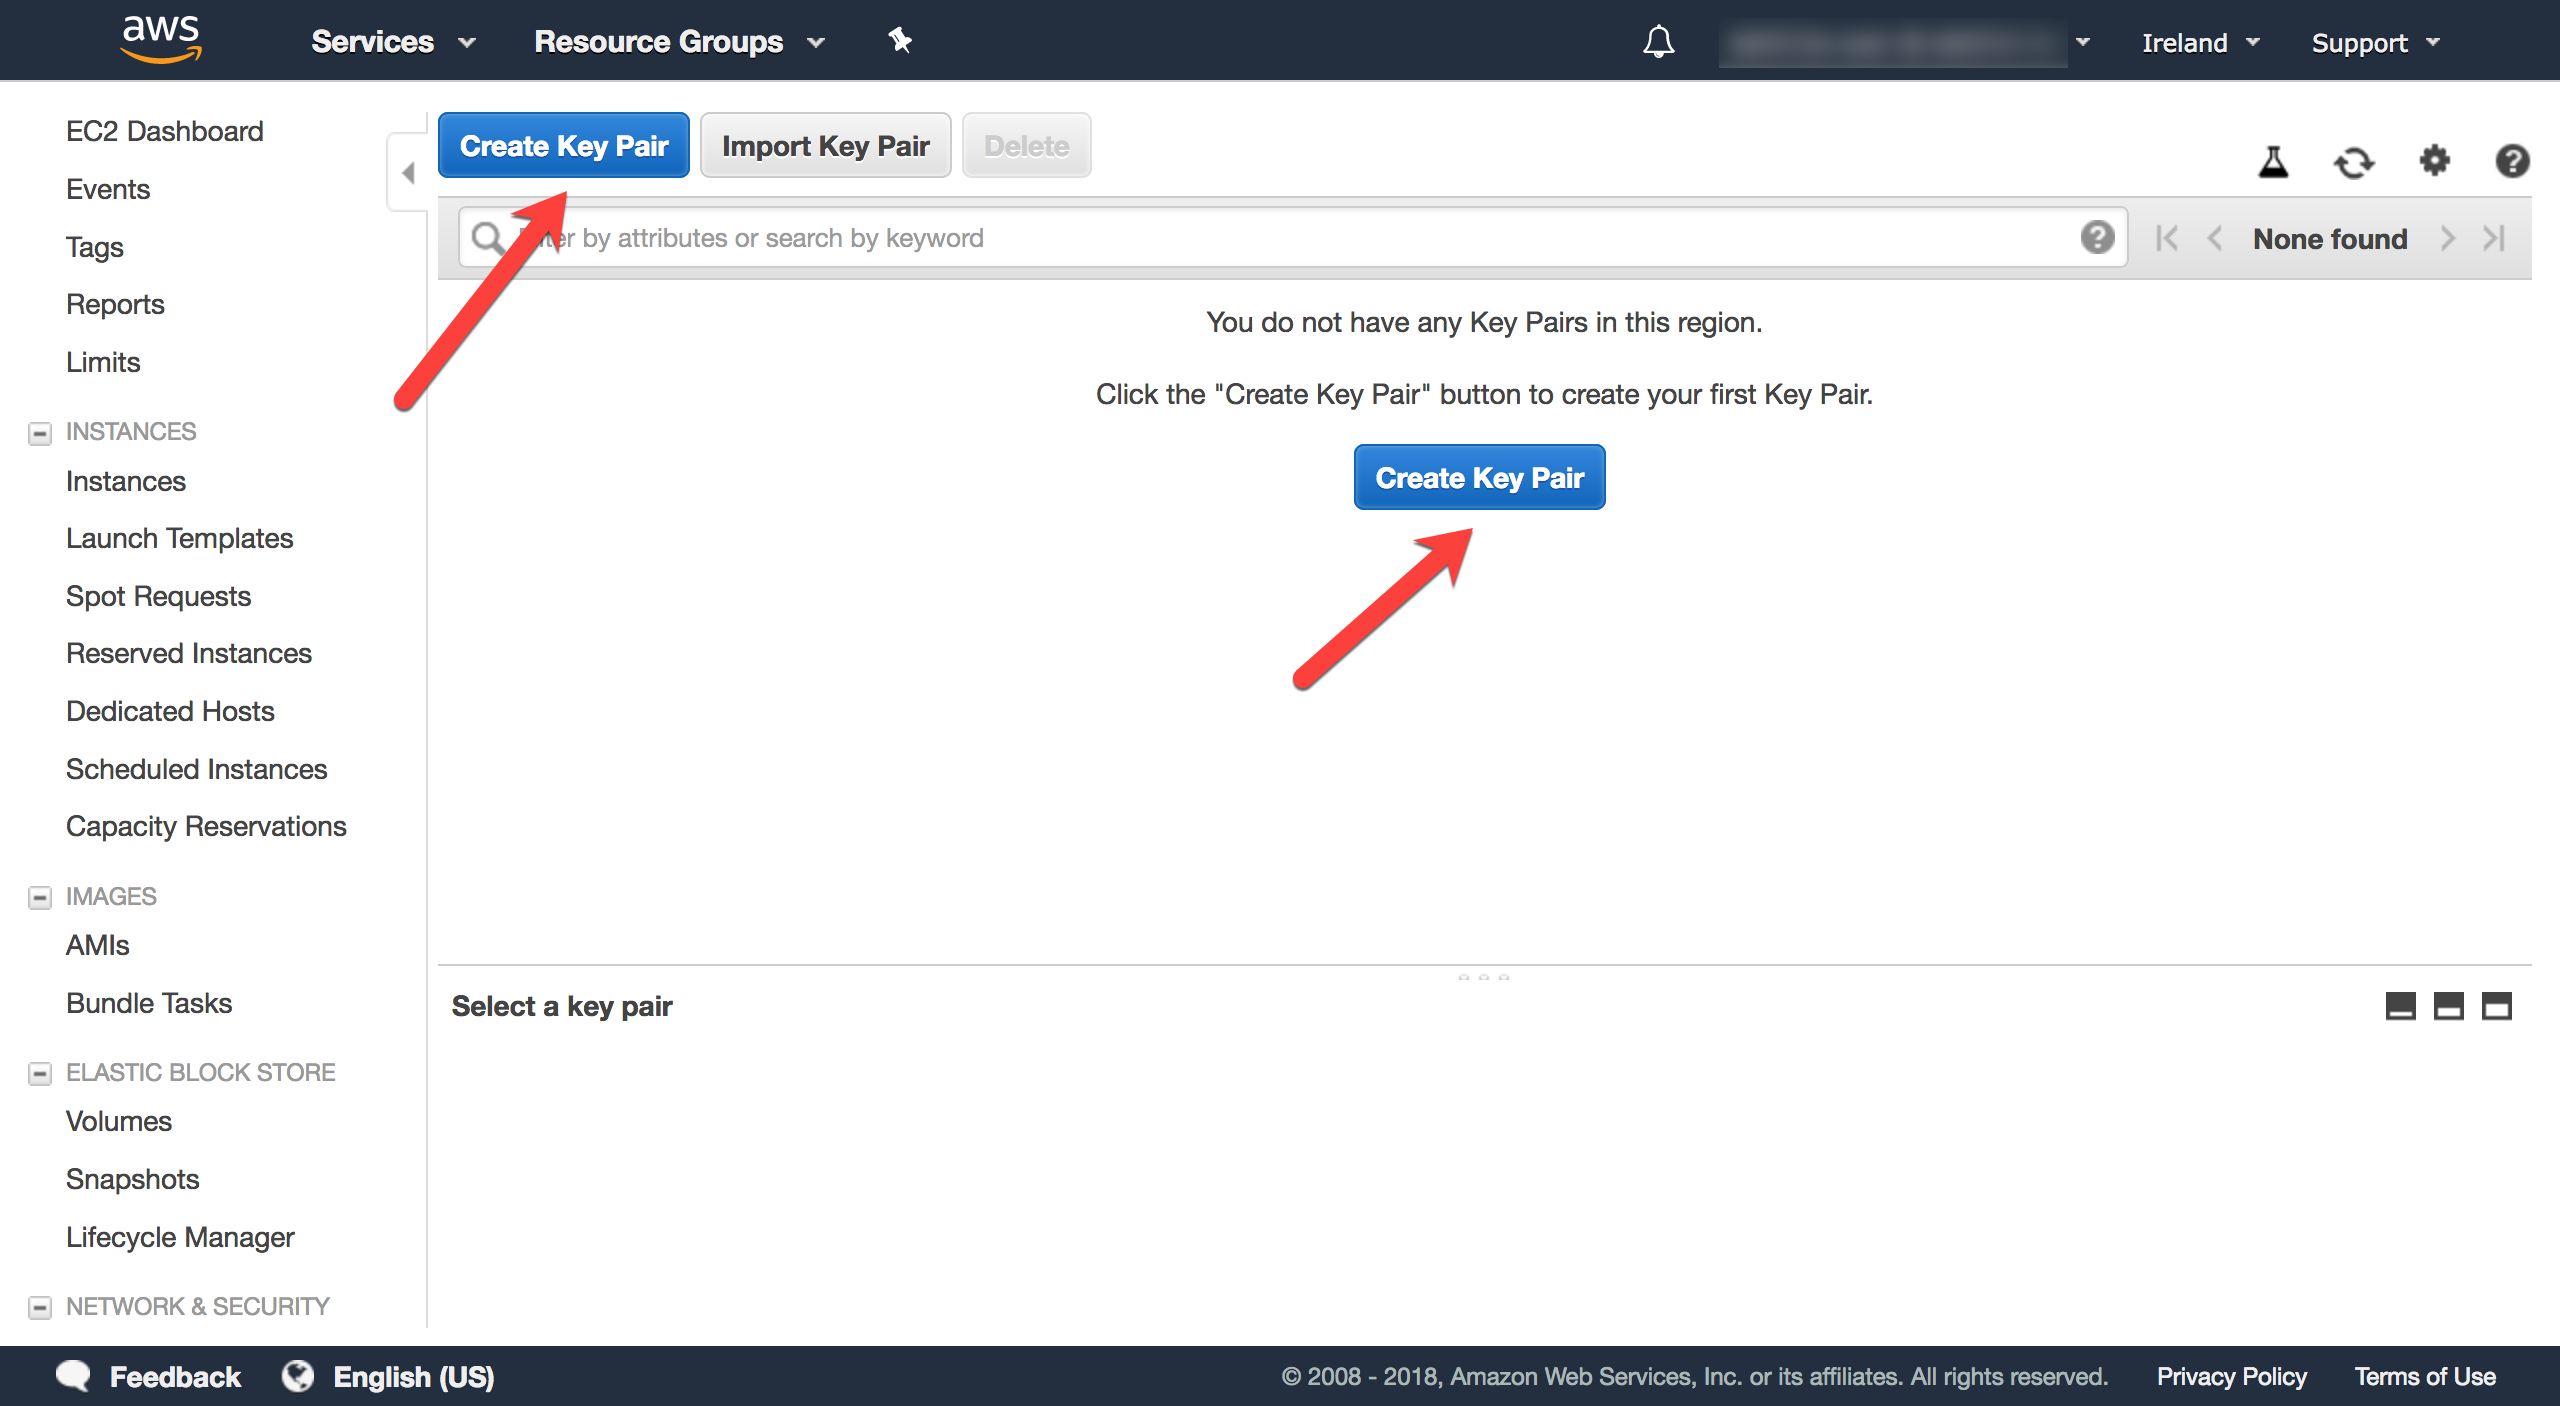 aws
Services
Resource Groups
Ireland
Support
EC2 Dashboard
Events
Tags
Reports
Limits
INSTANCES
Instances
Launch Templates
Spot Requests
Reserved Instances
Dedicated Hosts
Scheduled Instances
Capacity Reservations
IMAGES
AMIs
Bundle Tasks
ELASTIC BLOCK STORE
Volumes
Snapshots
Lifecycle Manager
NETWORK & SECURITY
Create Key Pair
Import Key Pair
Delete
by attributes or search by keyword
None found
You do not have any Key Pairs in this region.
Click the "Create Key Pair" button to create your first Key Pair.
Create Key Pair
Select a key pair
Feedback
English (US)
© 2008 - 2018, Amazon Web Services, Inc. or its affiliates. All rights reserved.
Privacy Policy
Terms of Use